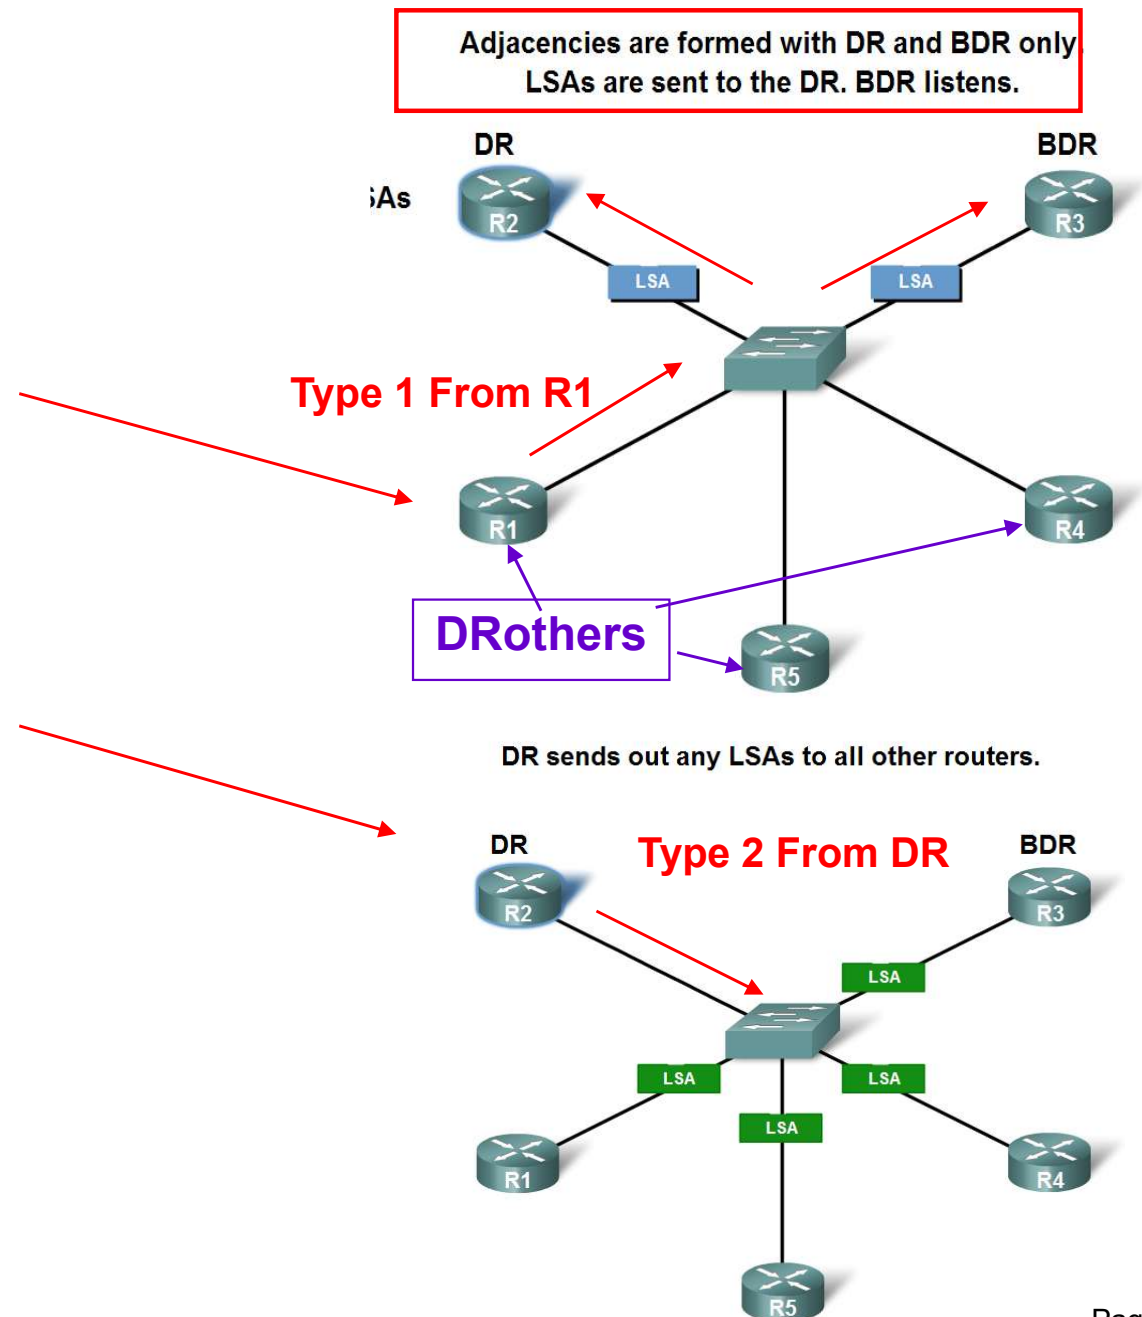 Adjacencies are formed with DR and BDR only.
LSAs are sent to the DR. BDR listens.
DR
BDR
SAs
R2
R3
LSA
LSA
Type 1 From R1
R1
R4
DRothers
R5
DR sends out any LSAs to all other routers.
DR
Type 2 From DR
BDR
R2
R3
LSA
LSA
LSA
LSA
R1
R4
R5